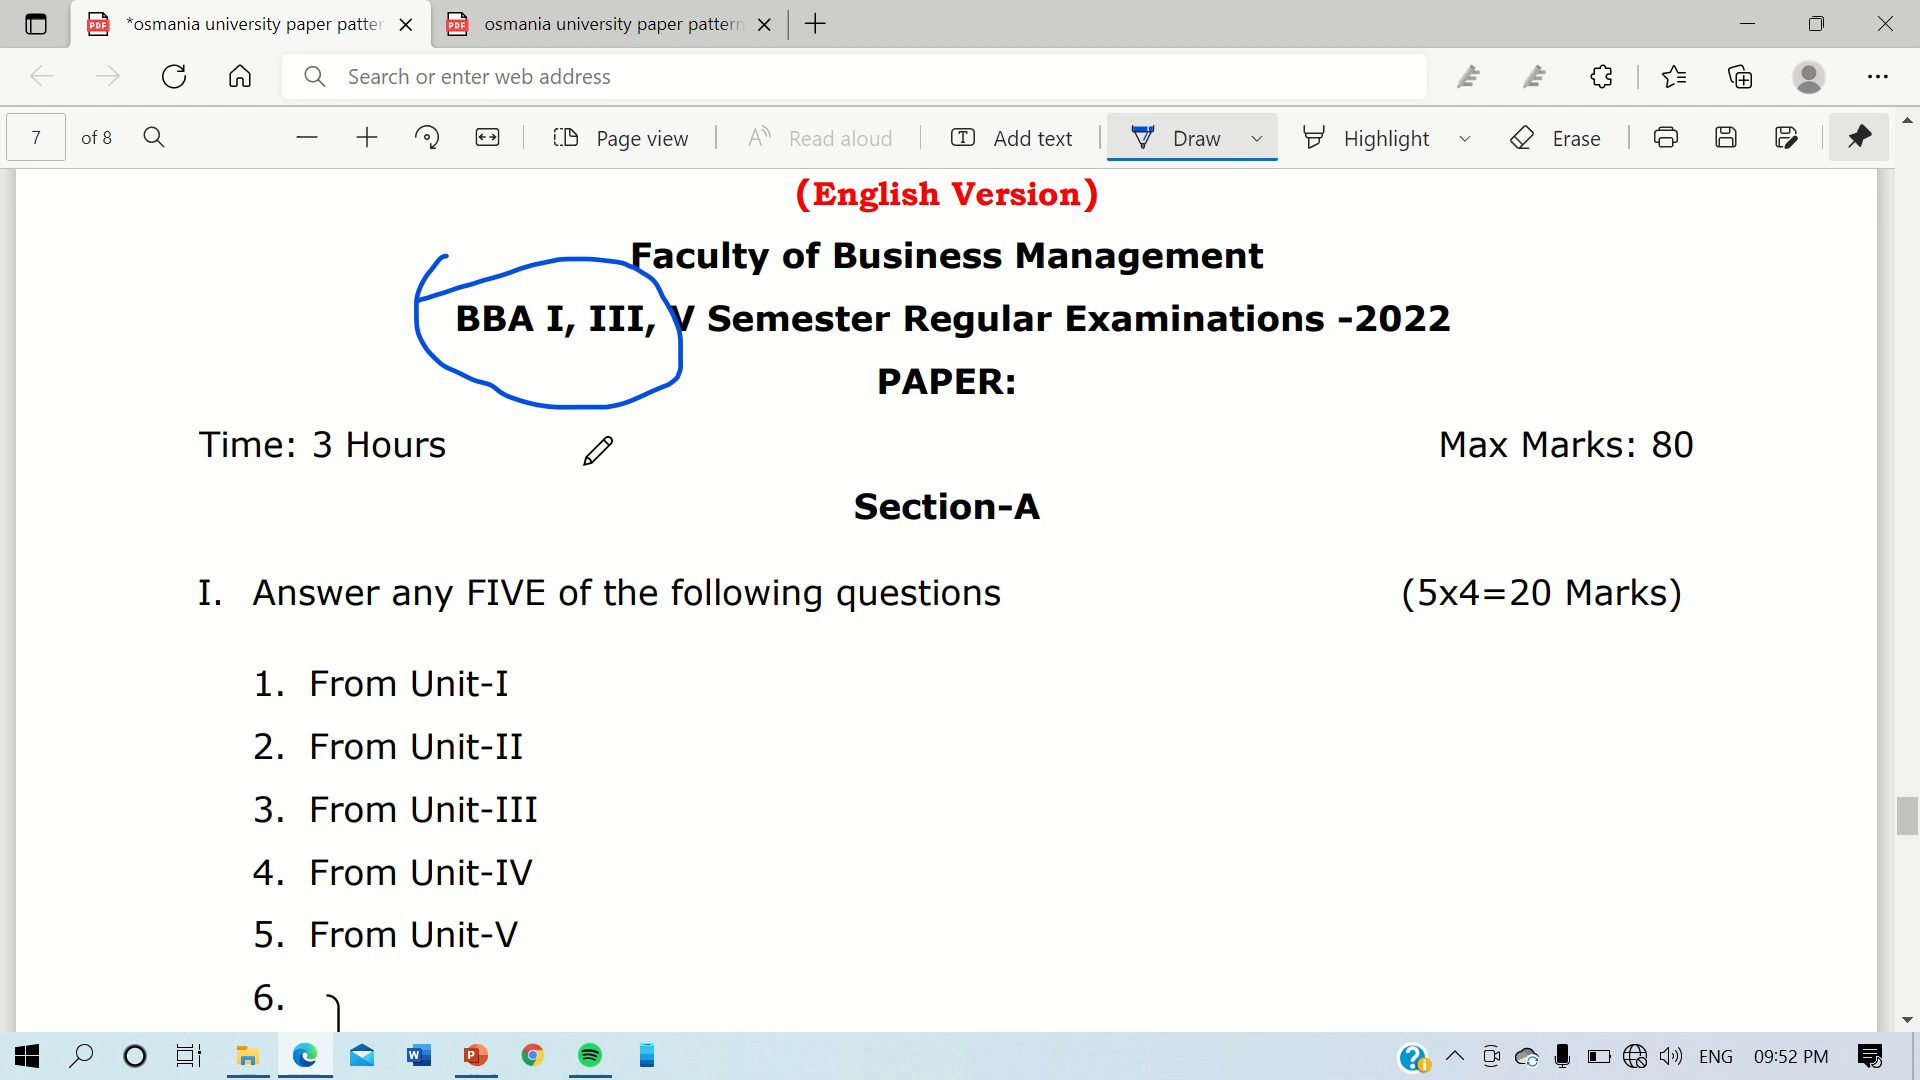 *osmania university paper patter
osmania university paper pattern
Search or enter web address
7 of 8
Page view
Read aloud
Add text
Draw
Highlight
Erase
(English Version)
Faculty of Business Management
BBA I, III, V Semester Regular Examinations -2022
PAPER:
Time: 3 Hours Max Marks: 80
Section-A
I. Answer any FIVE of the following questions (5x4=20 Marks)
1. From Unit-I
2. From Unit-II
3. From Unit-III
4. From Unit-IV
5. From Unit-V
6.
ENG 09:52 PM